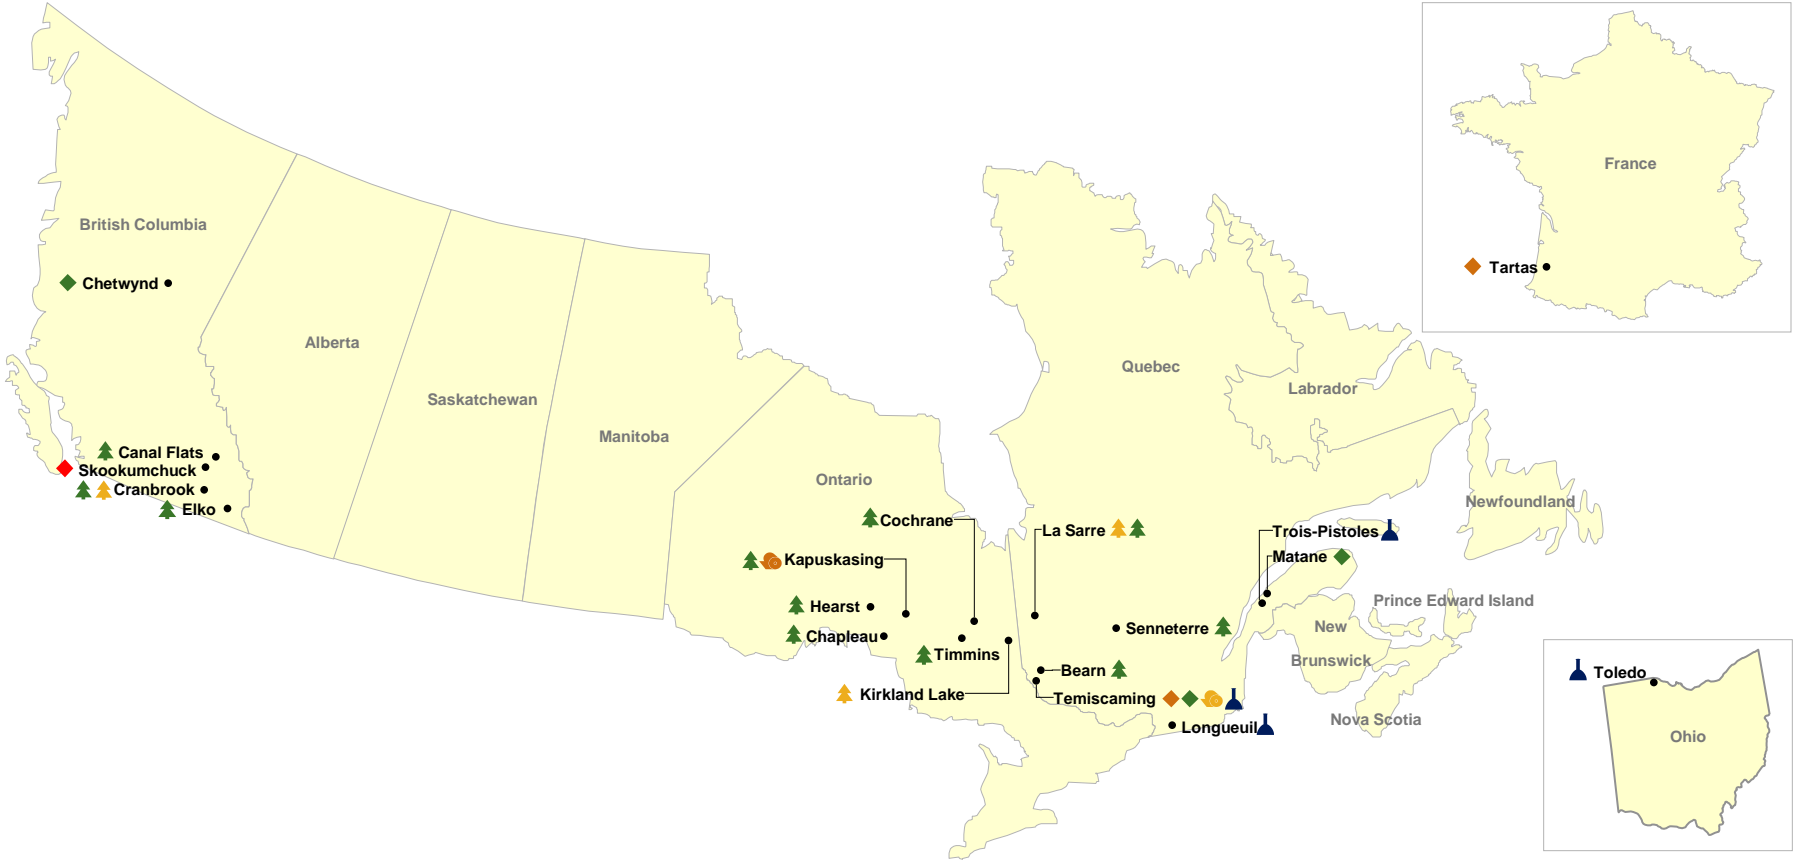 France
British Columbia
Tartas
Chetwynd
Alberta
Quebec
Labrador
Saskatchewan
Manitoba
Canal Flats
Skookumchuck
Ontario
Cranbrook
Newfoundland
Elko
Cochrane
La Sarre
Trois-Pistoles
Matane
Kapuskasing
Prince Edward Island
Hearst
New
Brunswick
Senneterre
Chapleau
Timmins
Bearn
Toledo
Kirkland Lake
Temiscaming
Nova Scotia
Longueuil
Ohio